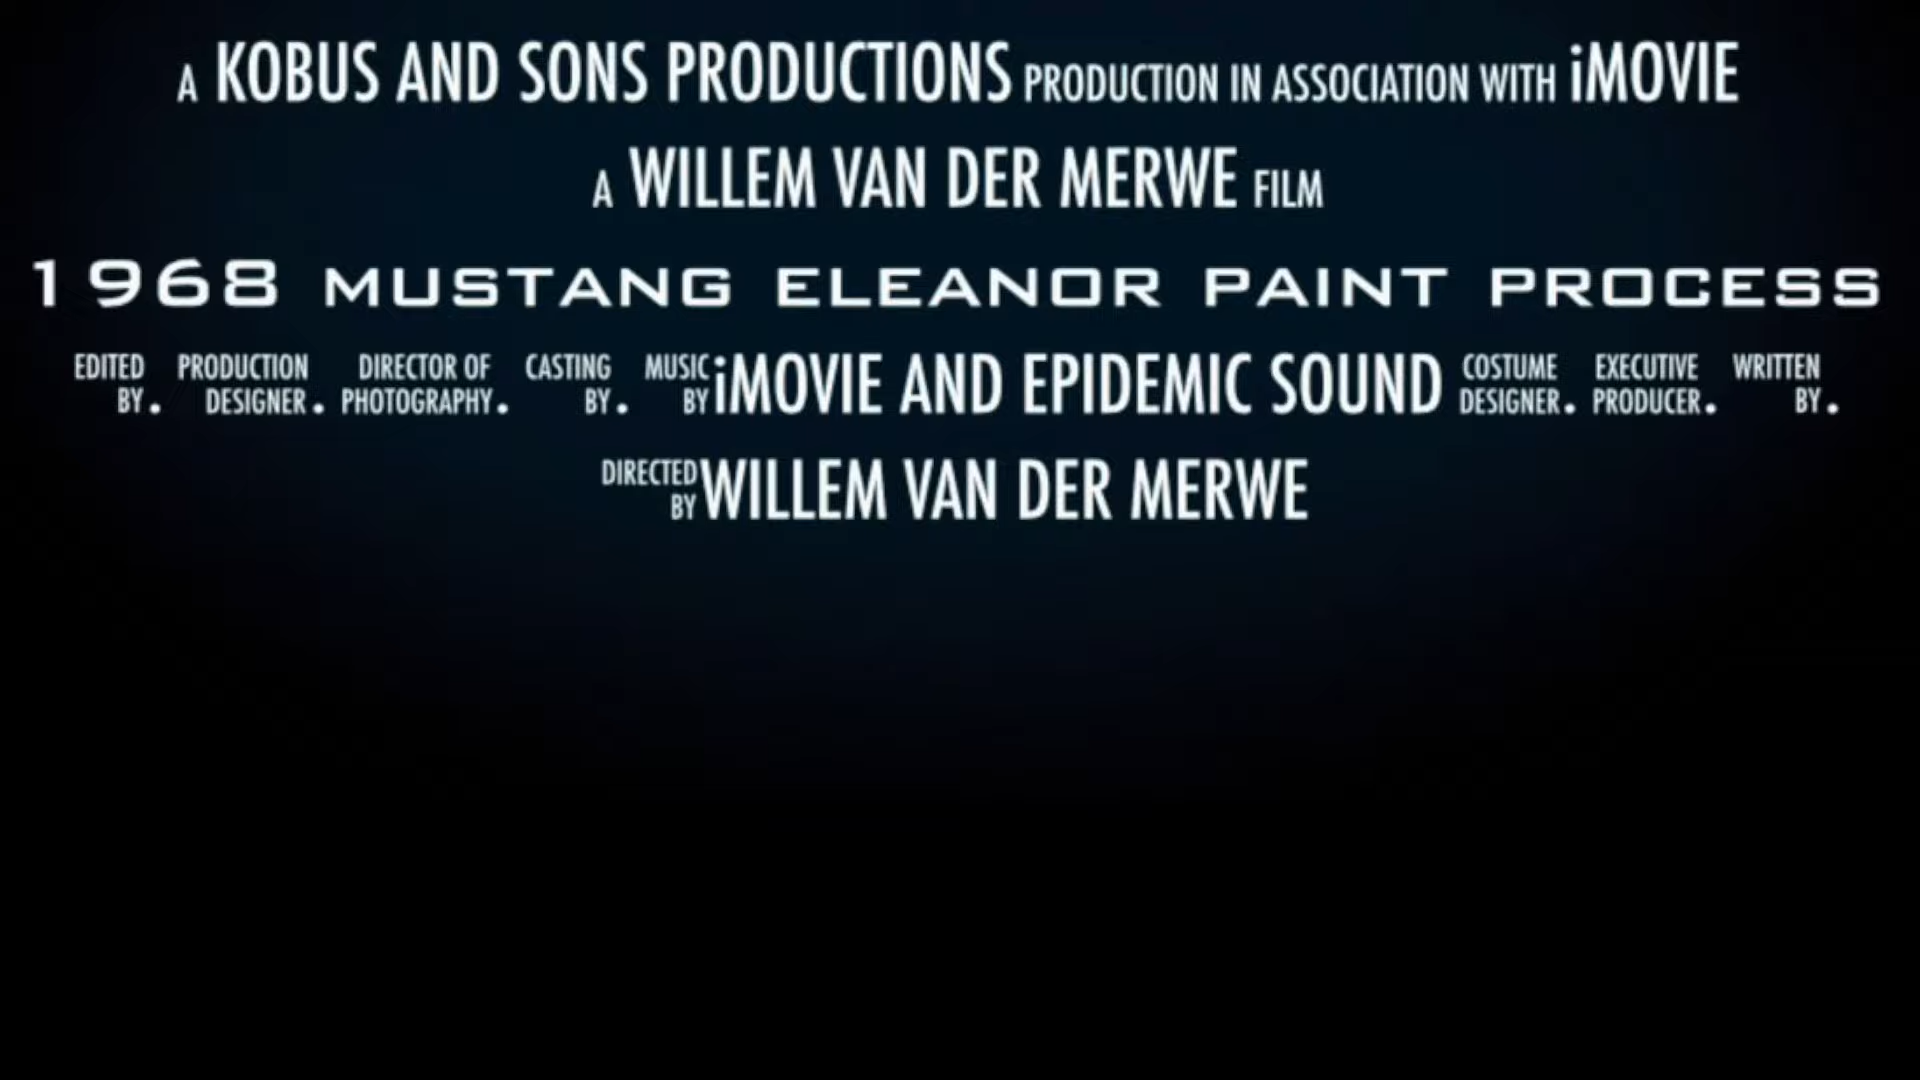 A KOBUS AND SONS PRODUCTIONS PRODUCTION IN ASSOCIATION WITH iMOVIE
A WILLEM VAN DER MERWE FILM
1968 MUSTANG ELEANOR PAINT PROCESS
EDITED BY. PRODUCTION DESIGNER. DIRECTOR OF PHOTOGRAPHY. CASTING BY. MUSIC BY iMOVIE AND EPIDEMIC SOUND COSTUME DESIGNER. EXECUTIVE PRODUCER. WRITTEN BY.
DIRECTED BY WILLEM VAN DER MERWE